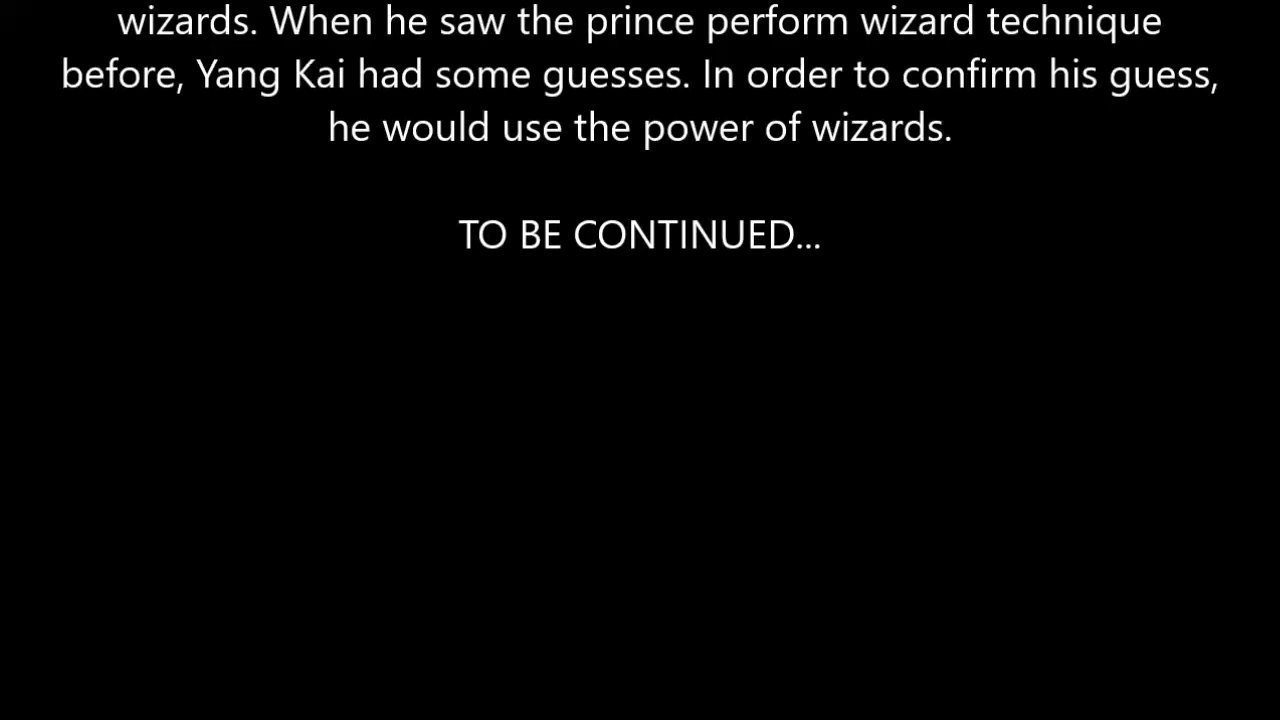 wizards. When he saw the prince perform wizard technique
before, Yang Kai had some guesses. In order to confirm his guess,
he would use the power of wizards.
TO BE CONTINUED...